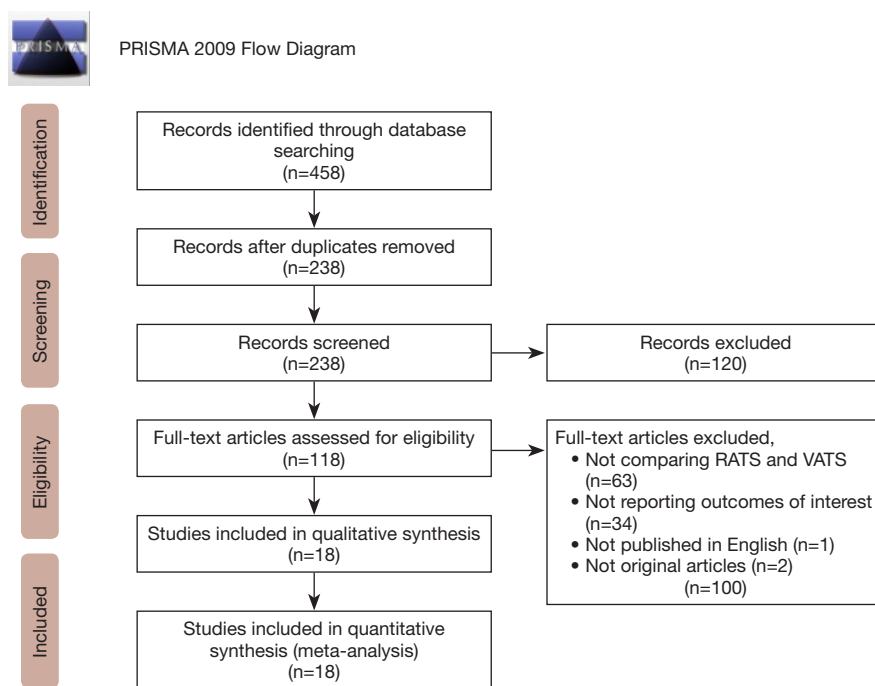 PRISMA
PRISMA 2009 Flow Diagram
Identification
Records identified through database
searching
(n=458)
Records after duplicates removed
(n=238)
Screening
Records screened
(n=238)
Records excluded
(n=120)
Eligibility
Full-text articles assessed for eligibility
(n=118)
Full-text articles excluded,
• Not comparing RATS and VATS
(n=63)
• Not reporting outcomes of interest
(n=34)
• Not published in English (n=1)
• Not original articles (n=2)
(n=100)
Studies included in qualitative synthesis
(n=18)
Included
Studies included in quantitative
synthesis (meta-analysis)
(n=18)